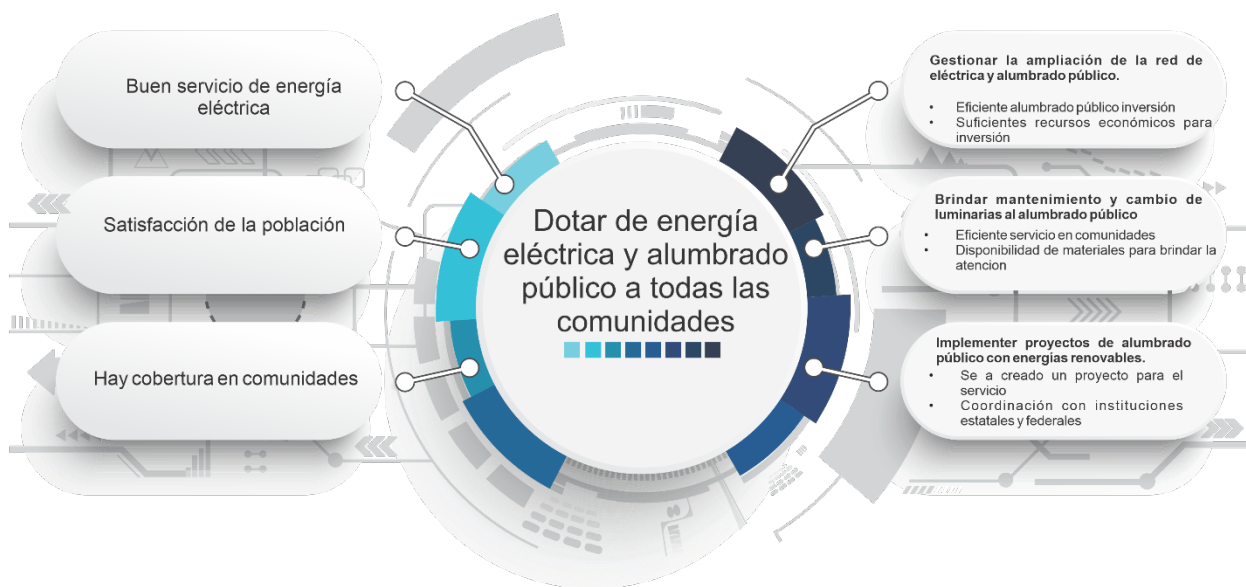 Buen servicio de energía
eléctrica
Satisfacción de la población
Hay cobertura en comunidades
Dotar de energía
eléctrica y alumbrado
público a todas las
comunidades
Gestionar la ampliación de la red de
eléctrica y alumbrado público.
• Eficiente alumbrado público inversión
• Suficientes recursos económicos para
inversión
Brindar mantenimiento y cambio de
luminarias al alumbrado público
• Eficiente servicio en comunidades
• Disponibilidad de materiales para brindar la
atencion
Implementer proyectos de alumbrado
público con energías renovables.
• Se a creado un proyecto para el
servicio
• Coordinación con instituciones
estatales y federales